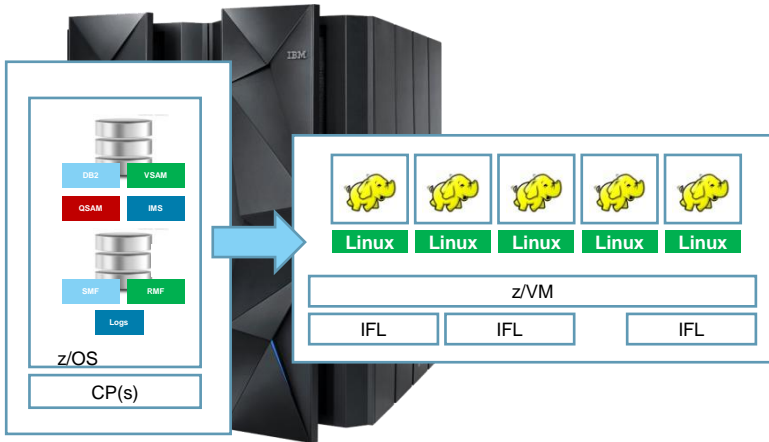 IBM
DB2
VSAM
QSAM
IMS
SMF
RMF
Logs
z/OS
CP(s)
Linux
Linux
Linux
Linux
Linux
z/VM
IFL
IFL
IFL